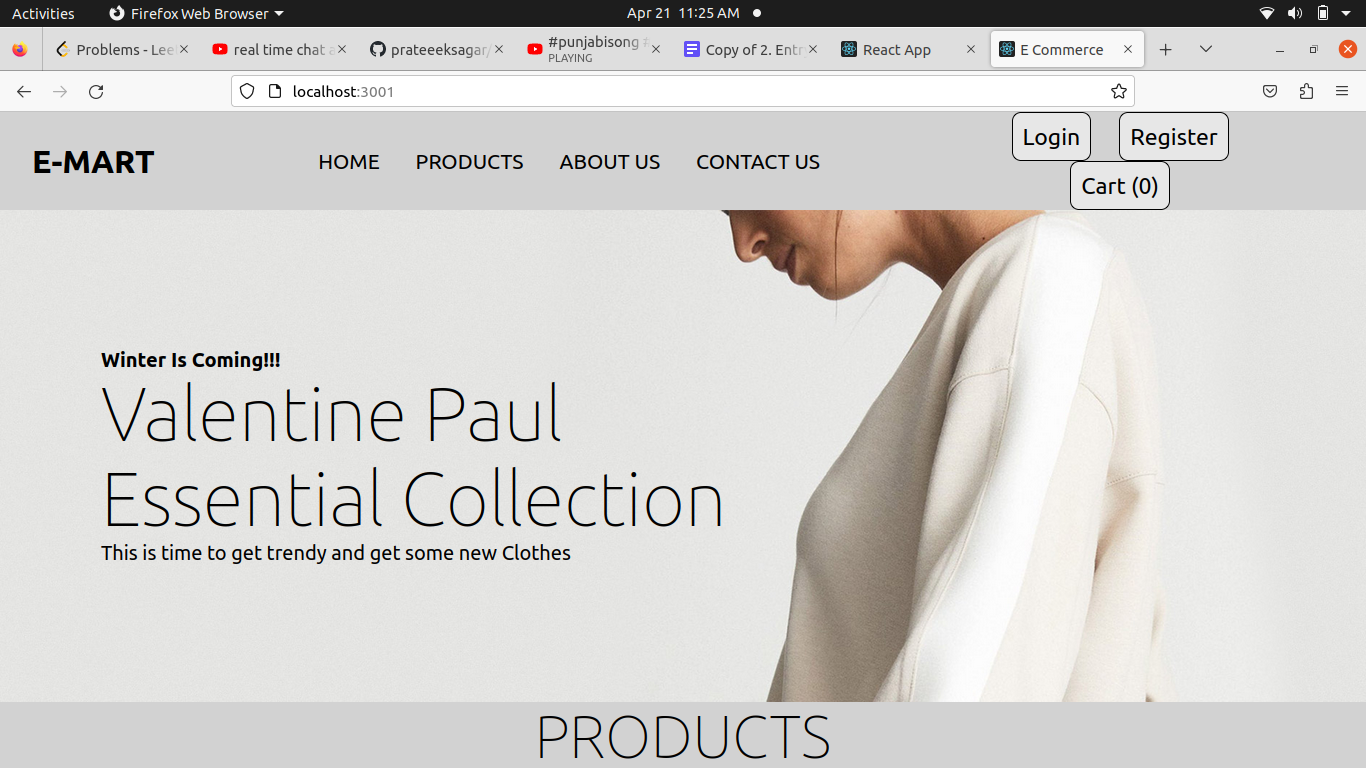 Activities Firefox Web Browser Apr 21 11:25 AM
Problems - Lee real time chat a prateeeksagar/ #punjabisong Copy of 2. Entr React App E Commerce
PLAYING
localhost:3001
E-MART HOME PRODUCTS ABOUT US CONTACT US Login Register
Cart (0)
Winter Is Coming!!!
Valentine Paul
Essential Collection
This is time to get trendy and get some new Clothes
PRODUCTS